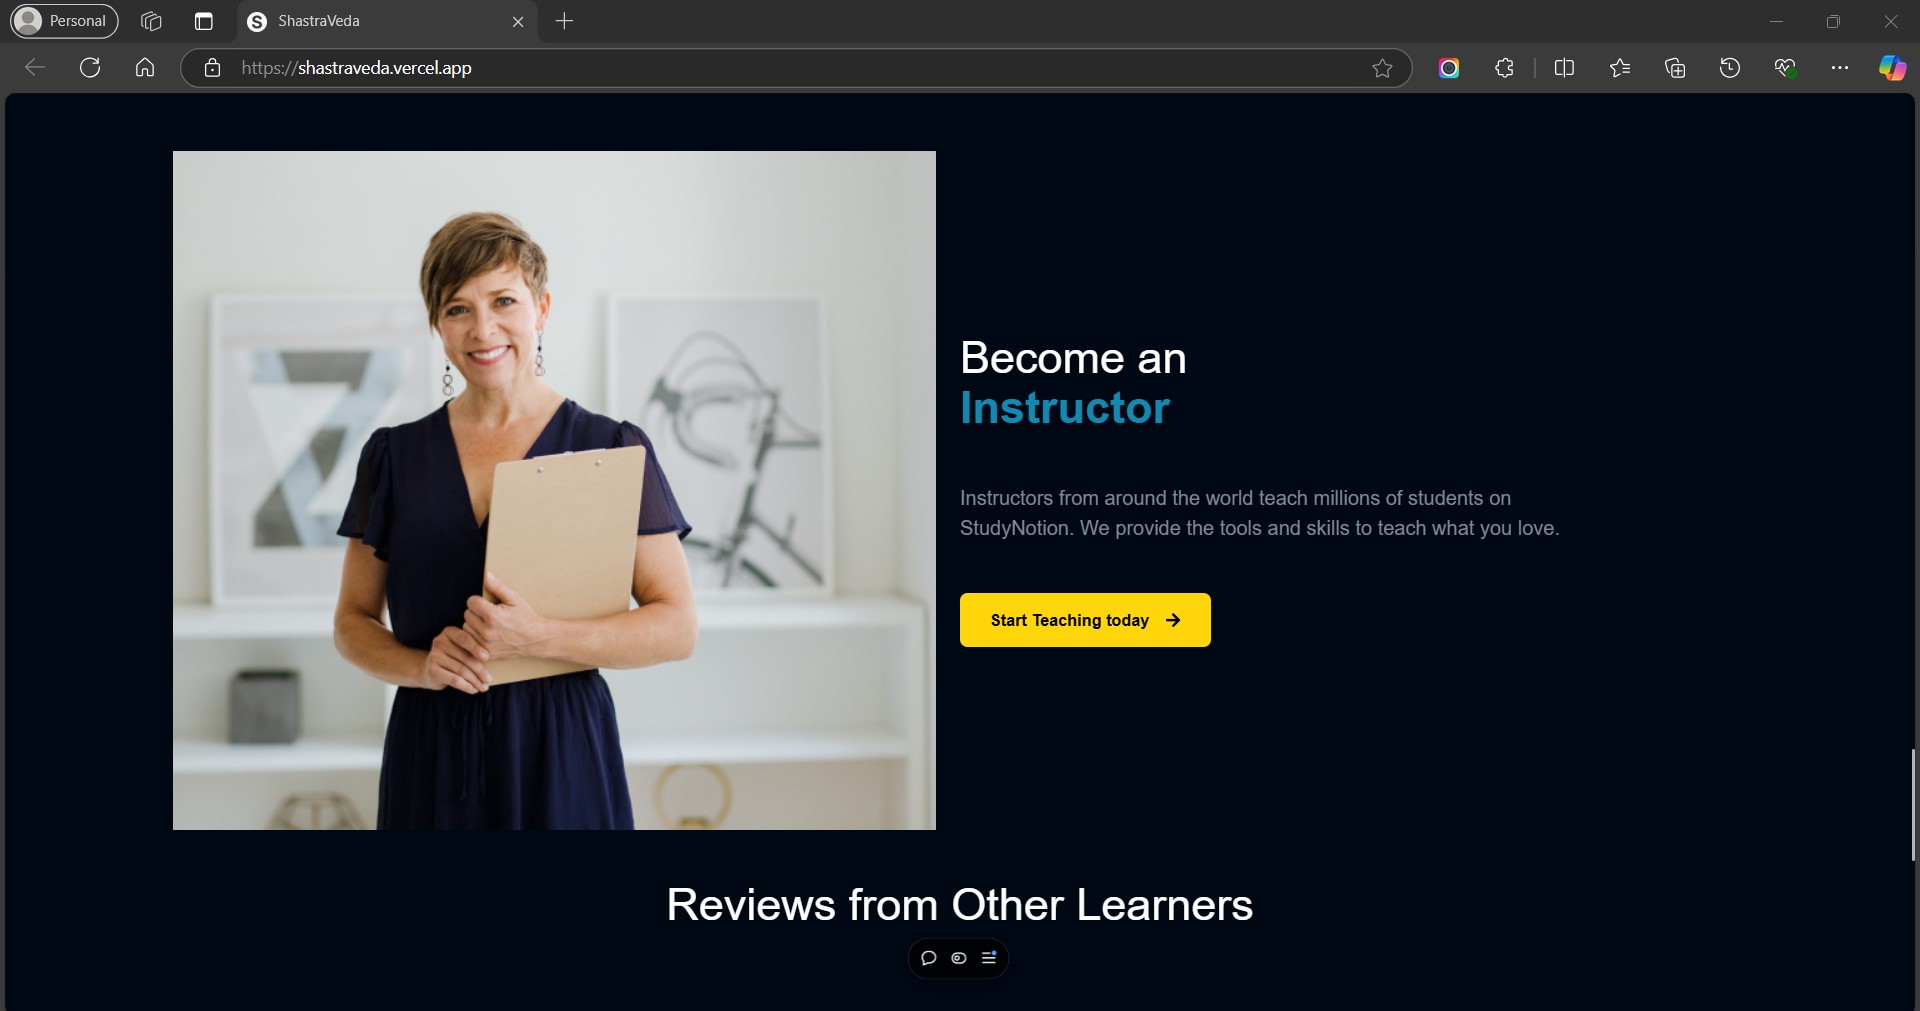 Personal
ShastraVeda
https://shastraveda.vercel.app
Become an
Instructor
Instructors from around the world teach millions of students on
StudyNotion. We provide the tools and skills to teach what you love.
Start Teaching today
Reviews from Other Learners